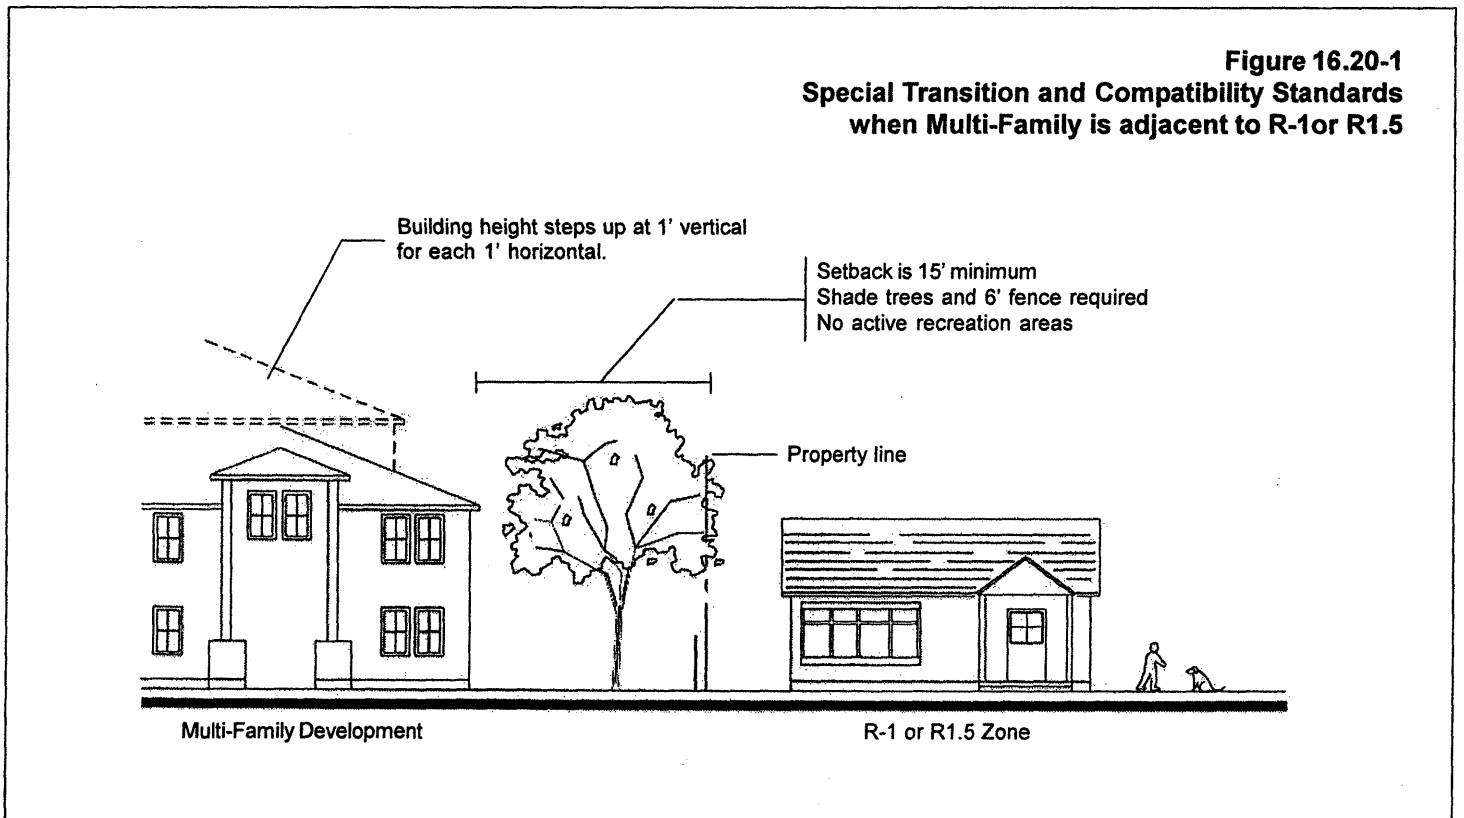 Figure 16.20-1
Special Transition and Compatibility Standards
when Multi-Family is adjacent to R-1or R1.5
Building height steps up at 1' vertical
for each 1' horizontal.
Setback is 15' minimum
Shade trees and 6' fence required
No active recreation areas
Property line
Multi-Family Development
R-1 or R1.5 Zone